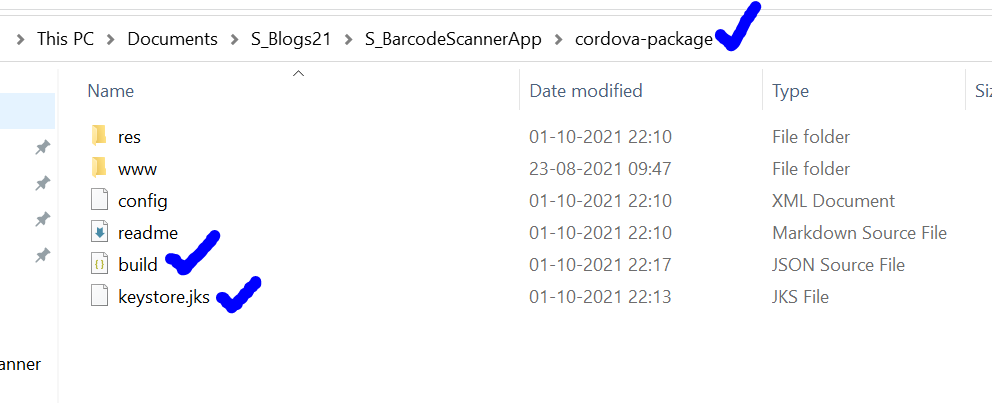 This PC > Documents > S_Blogs21 > S_BarcodeScannerApp > cordova-package
Name Date modified Type Siz
res 01-10-2021 22:10 File folder
www 23-08-2021 09:47 File folder
config 01-10-2021 22:10 XML Document
readme 01-10-2021 22:10 Markdown Source File
build 01-10-2021 22:17 JSON Source File
keystore.jks 01-10-2021 22:13 JKS File
anner